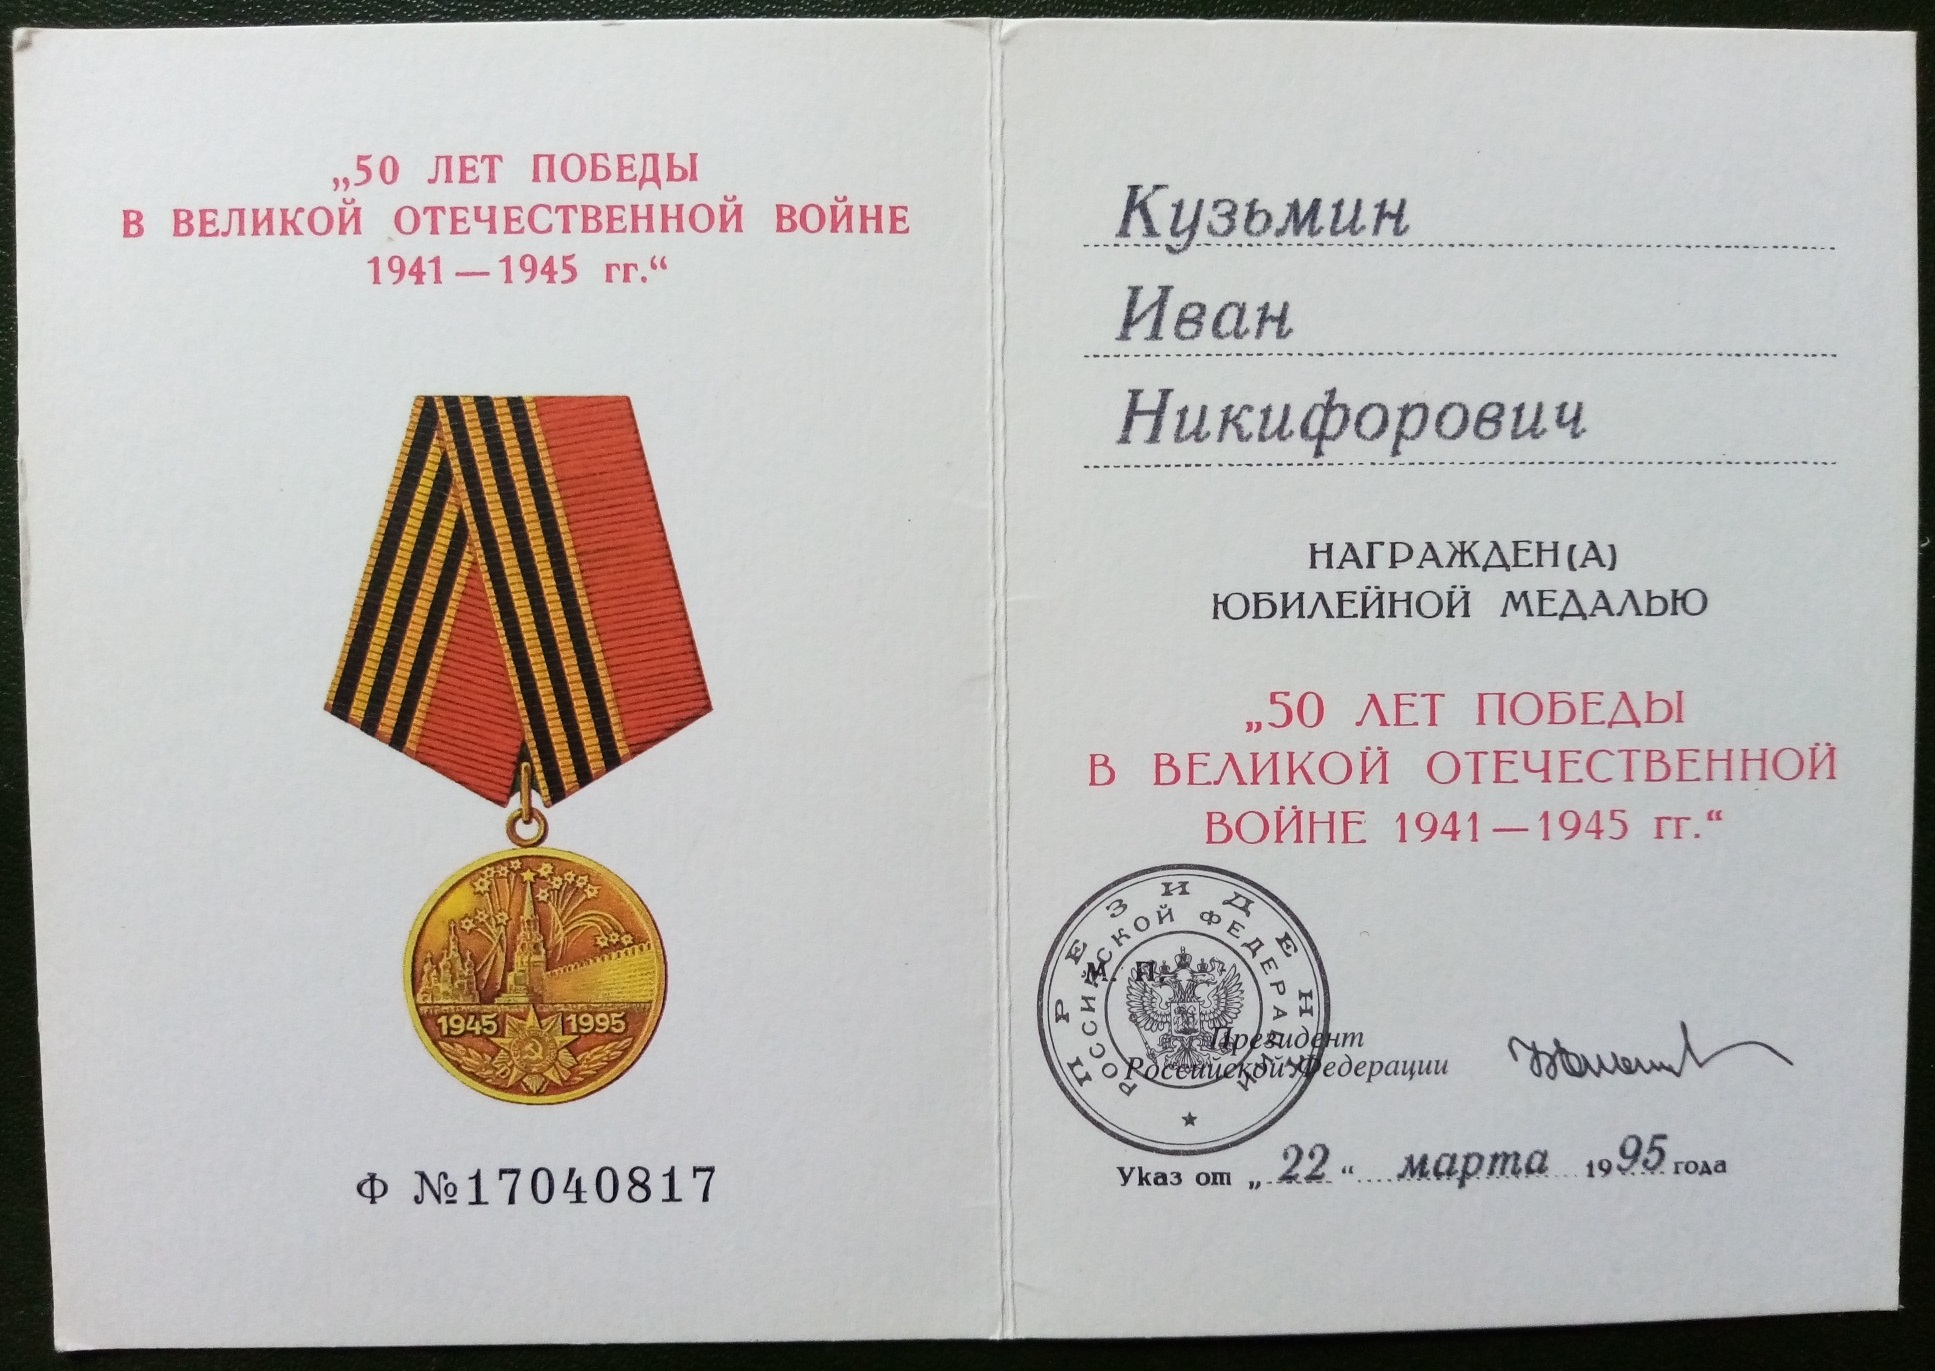 „50 ЛЕТ ПОБЕДЫ
В ВЕЛИКОЙ ОТЕЧЕСТВЕННОЙ ВОЙНЕ
1941 — 1945 гг.“
1945 1995
Ф №17040817
Кузьмин
Иван
Никифорович
НАГРАЖДЕН(А)
ЮБИЛЕЙНОЙ МЕДАЛЬЮ
„50 ЛЕТ ПОБЕДЫ
В ВЕЛИКОЙ ОТЕЧЕСТВЕННОЙ
ВОЙНЕ 1941 — 1945 гг.“
ПРЕЗИДЕНТ
РОССИЙСКОЙ ФЕДЕРАЦИИ
М. П.
Президент
Российской Федерации
Указ от „22“ марта 1995 года